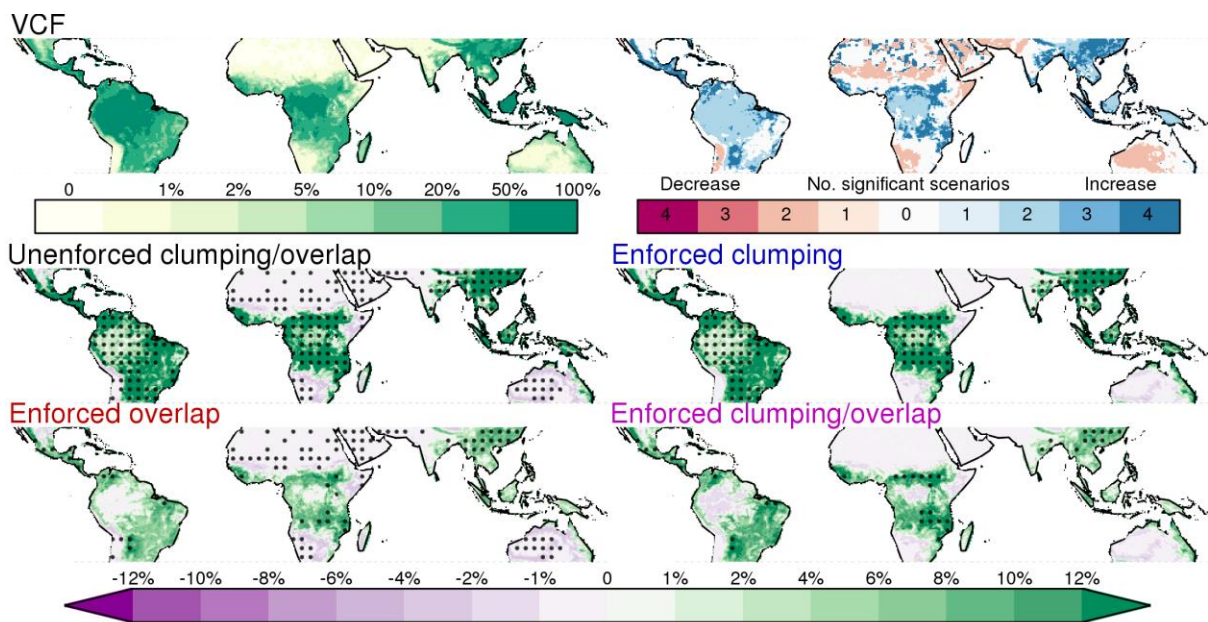 VCF
0 1% 2% 5% 10% 20% 50% 100%
Decrease No. significant scenarios Increase
4 3 2 1 0 1 2 3 4
Unenforced clumping/overlap
Enforced clumping
Enforced overlap
Enforced clumping/overlap
-12% -10% -8% -6% -4% -2% -1% 0 1% 2% 4% 6% 8% 10% 12%